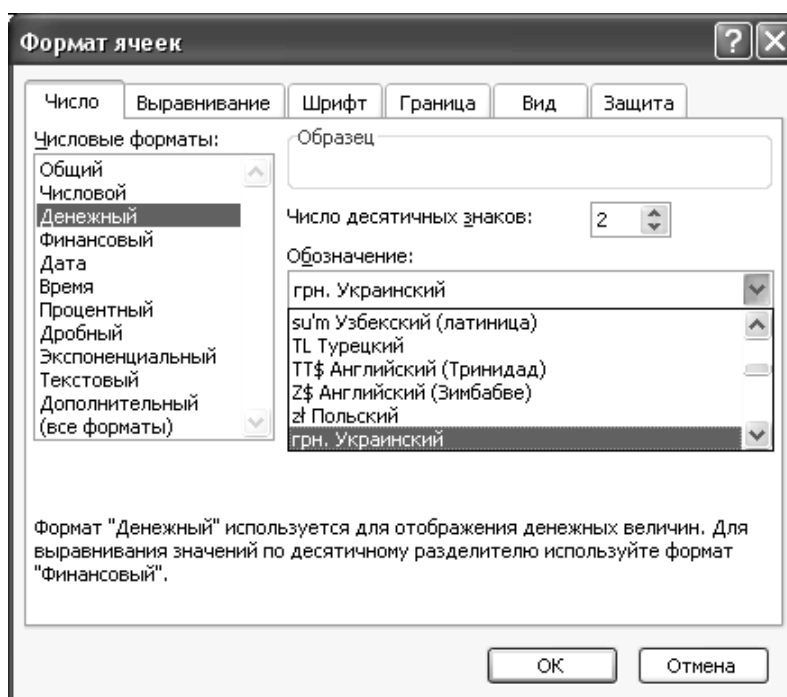 Формат ячеек
Число Выравнивание Шрифт Граница Вид Защита
Числовые форматы:
Общий
Числовой
Денежный
Финансовый
Дата
Время
Процентный
Дробный
Экспоненциальный
Текстовый
Дополнительный
(все форматы)
Образец
Число десятичных знаков: 2
Обозначение:
грн. Украинский
su'm Узбекский (латиница)
TL Турецкий
TT$ Английский (Тринидад)
Z$ Английский (Зимбабве)
zł Польский
грн. Украинский
Формат "Денежный" используется для отображения денежных величин. Для
выравнивания значений по десятичному разделителю используйте формат
"Финансовый".
ОК Отмена